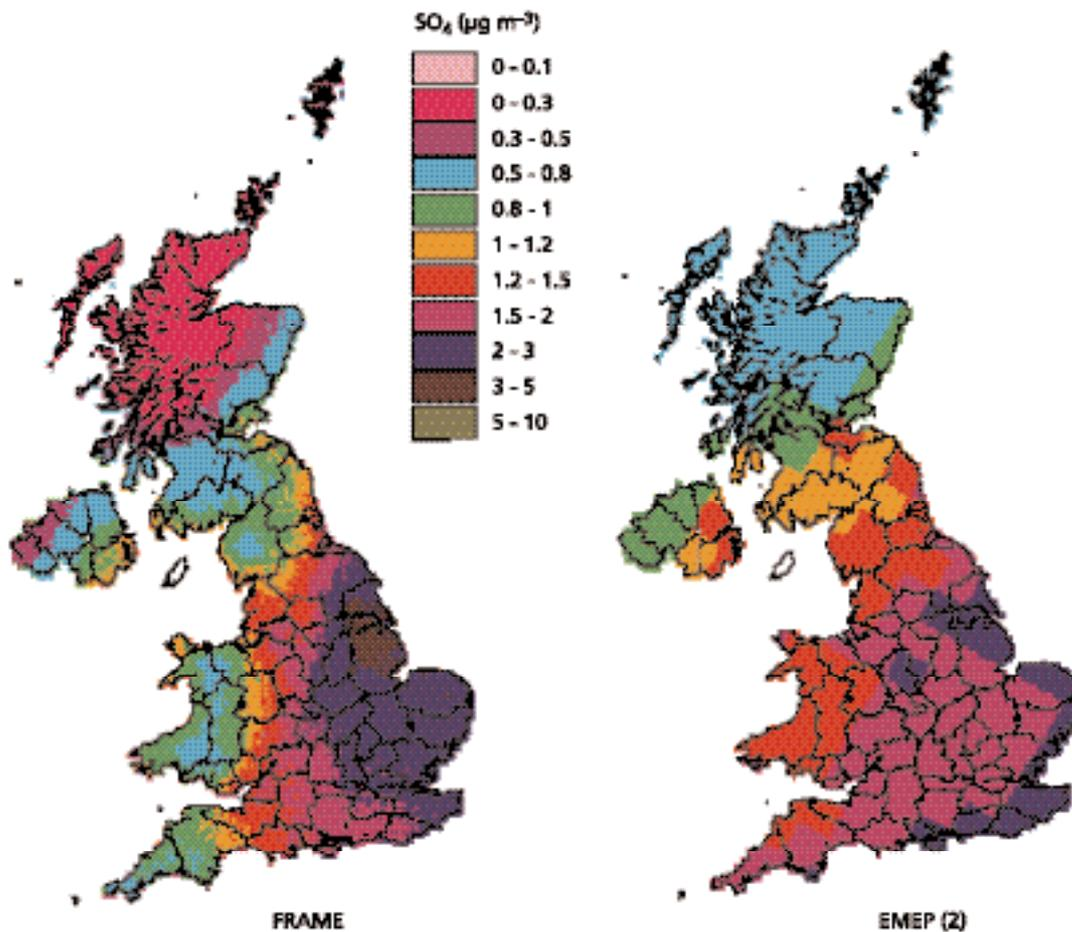 SO₄ (µg m⁻³)
0 - 0.1
0 - 0.3
0.3 - 0.5
0.5 - 0.8
0.8 - 1
1 - 1.2
1.2 - 1.5
1.5 - 2
2 - 3
3 - 5
5 - 10
FRAME
EMEP (2)